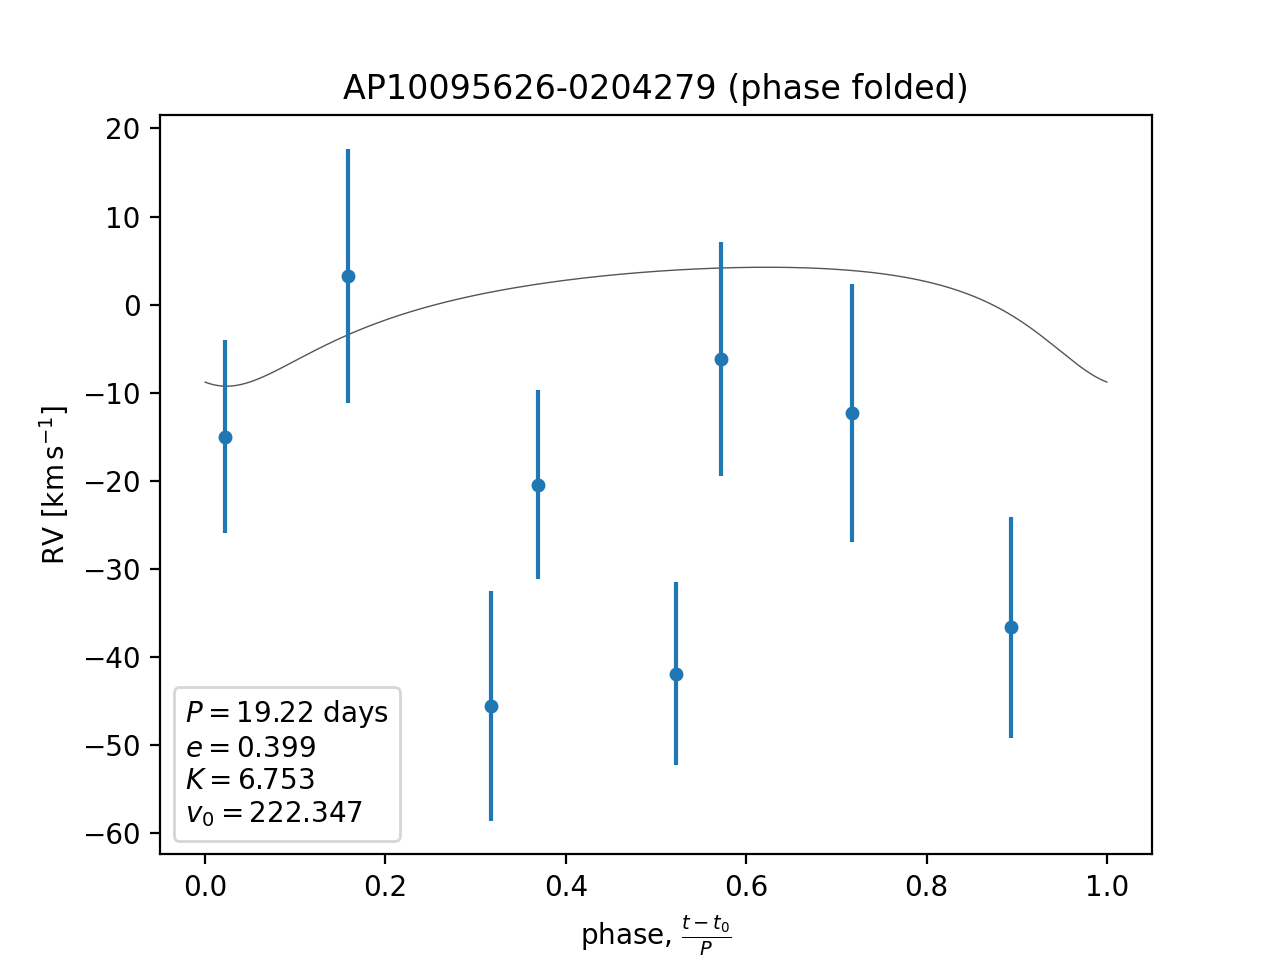 AP10095626-0204279 (phase folded)
20
10
0
−10
−20
−30
−40
−50
−60
RV [km s⁻¹]
P = 19.22 days
e = 0.399
K = 6.753
v₀ = 222.347
0.0 0.2 0.4 0.6 0.8 1.0
phase, (t − t₀)/P